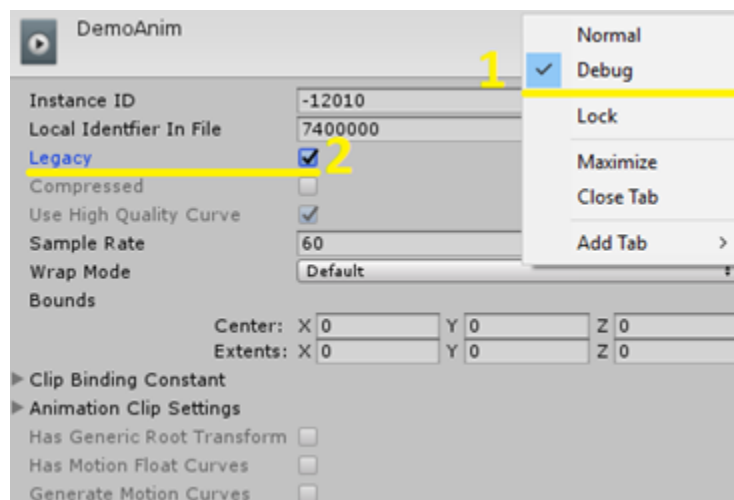 DemoAnim
Normal
1
Debug
Instance ID -12010
Lock
Local Identfier In File 7400000
Legacy 2
Maximize
Compressed
Close Tab
Use High Quality Curve
Sample Rate 60
Add Tab >
Wrap Mode Default
Bounds
Center: X 0 Y 0 Z 0
Extents: X 0 Y 0 Z 0
Clip Binding Constant
Animation Clip Settings
Has Generic Root Transform
Has Motion Float Curves
Generate Motion Curves